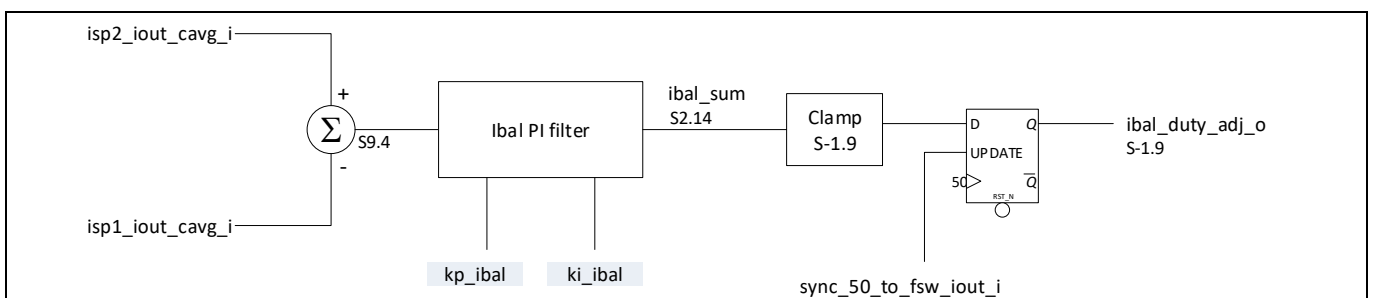 isp2_iout_cavg_i
+
Σ
S9.4
-
isp1_iout_cavg_i
Ibal PI filter
kp_ibal
ki_ibal
ibal_sum
S2.14
Clamp
S-1.9
D
Q
UPDATE
50
Q
RST_N
sync_50_to_fsw_iout_i
ibal_duty_adj_o
S-1.9